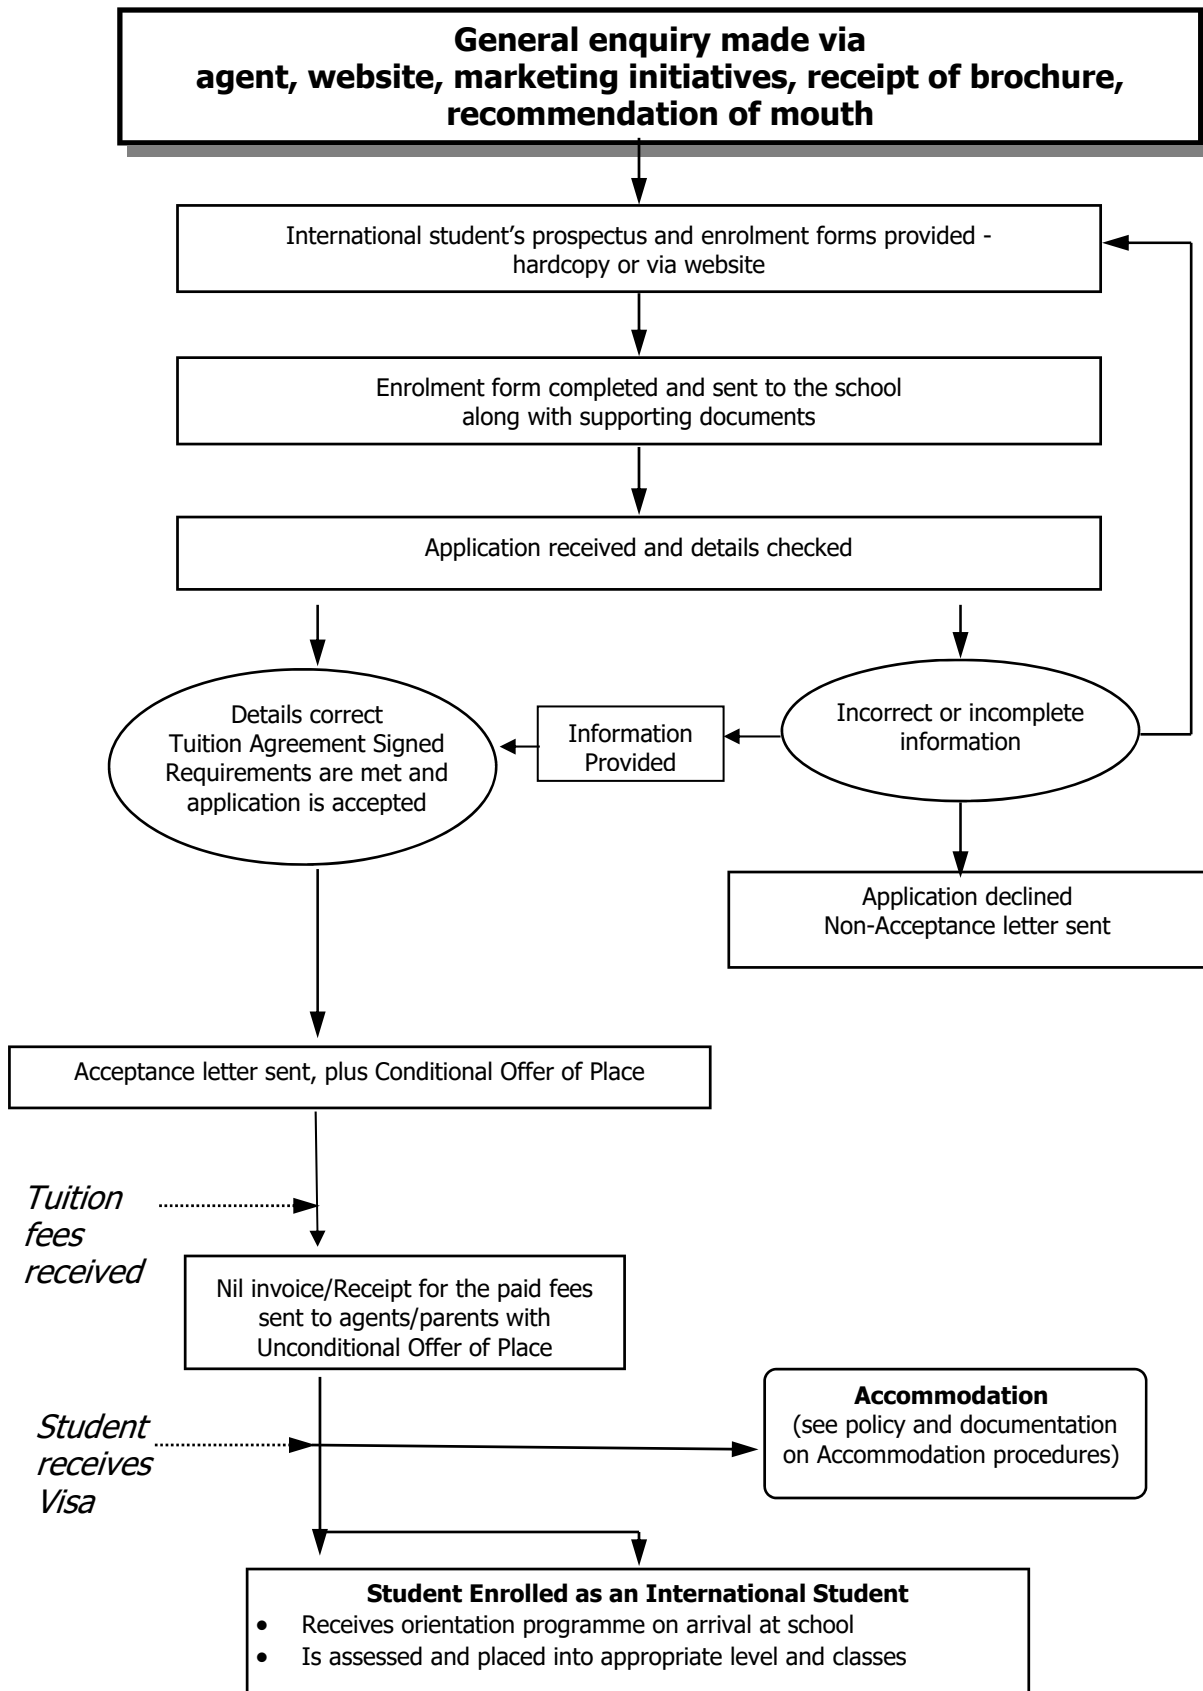 General enquiry made via
agent, website, marketing initiatives, receipt of brochure,
recommendation of mouth
International student’s prospectus and enrolment forms provided -
hardcopy or via website
Enrolment form completed and sent to the school
along with supporting documents
Application received and details checked
Details correct
Tuition Agreement Signed
Requirements are met and
application is accepted
Information
Provided
Incorrect or incomplete
information
Application declined
Non-Acceptance letter sent
Acceptance letter sent, plus Conditional Offer of Place
Tuition
fees
received
Nil invoice/Receipt for the paid fees
sent to agents/parents with
Unconditional Offer of Place
Student
receives
Visa
Accommodation
(see policy and documentation
on Accommodation procedures)
Student Enrolled as an International Student
• Receives orientation programme on arrival at school
• Is assessed and placed into appropriate level and classes